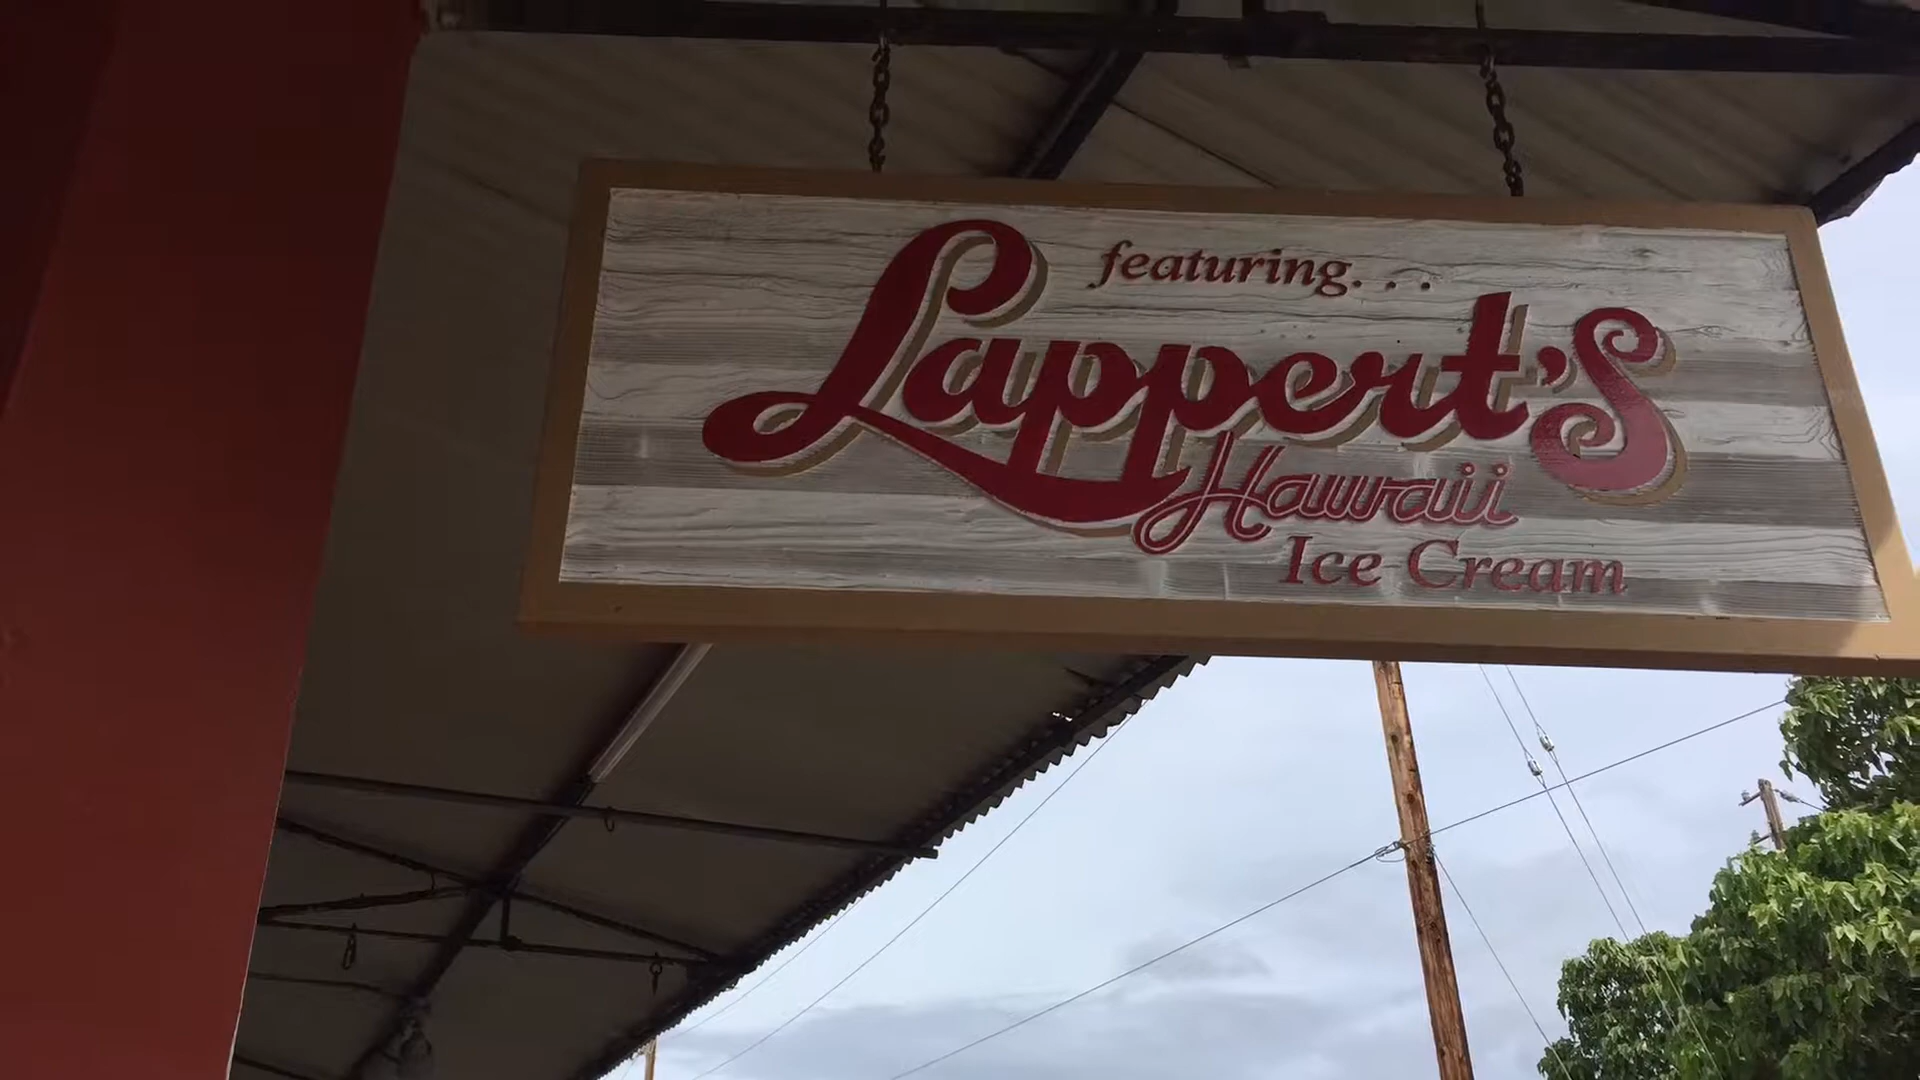 featuring. . .
Lappert's
Hawaii
Ice Cream